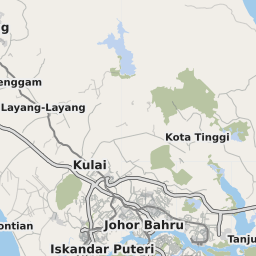 g
enggam
Layang-Layang
Kota Tinggi
Kulai
ontian
Johor Bahru
Tanju
Iskandar Puteri